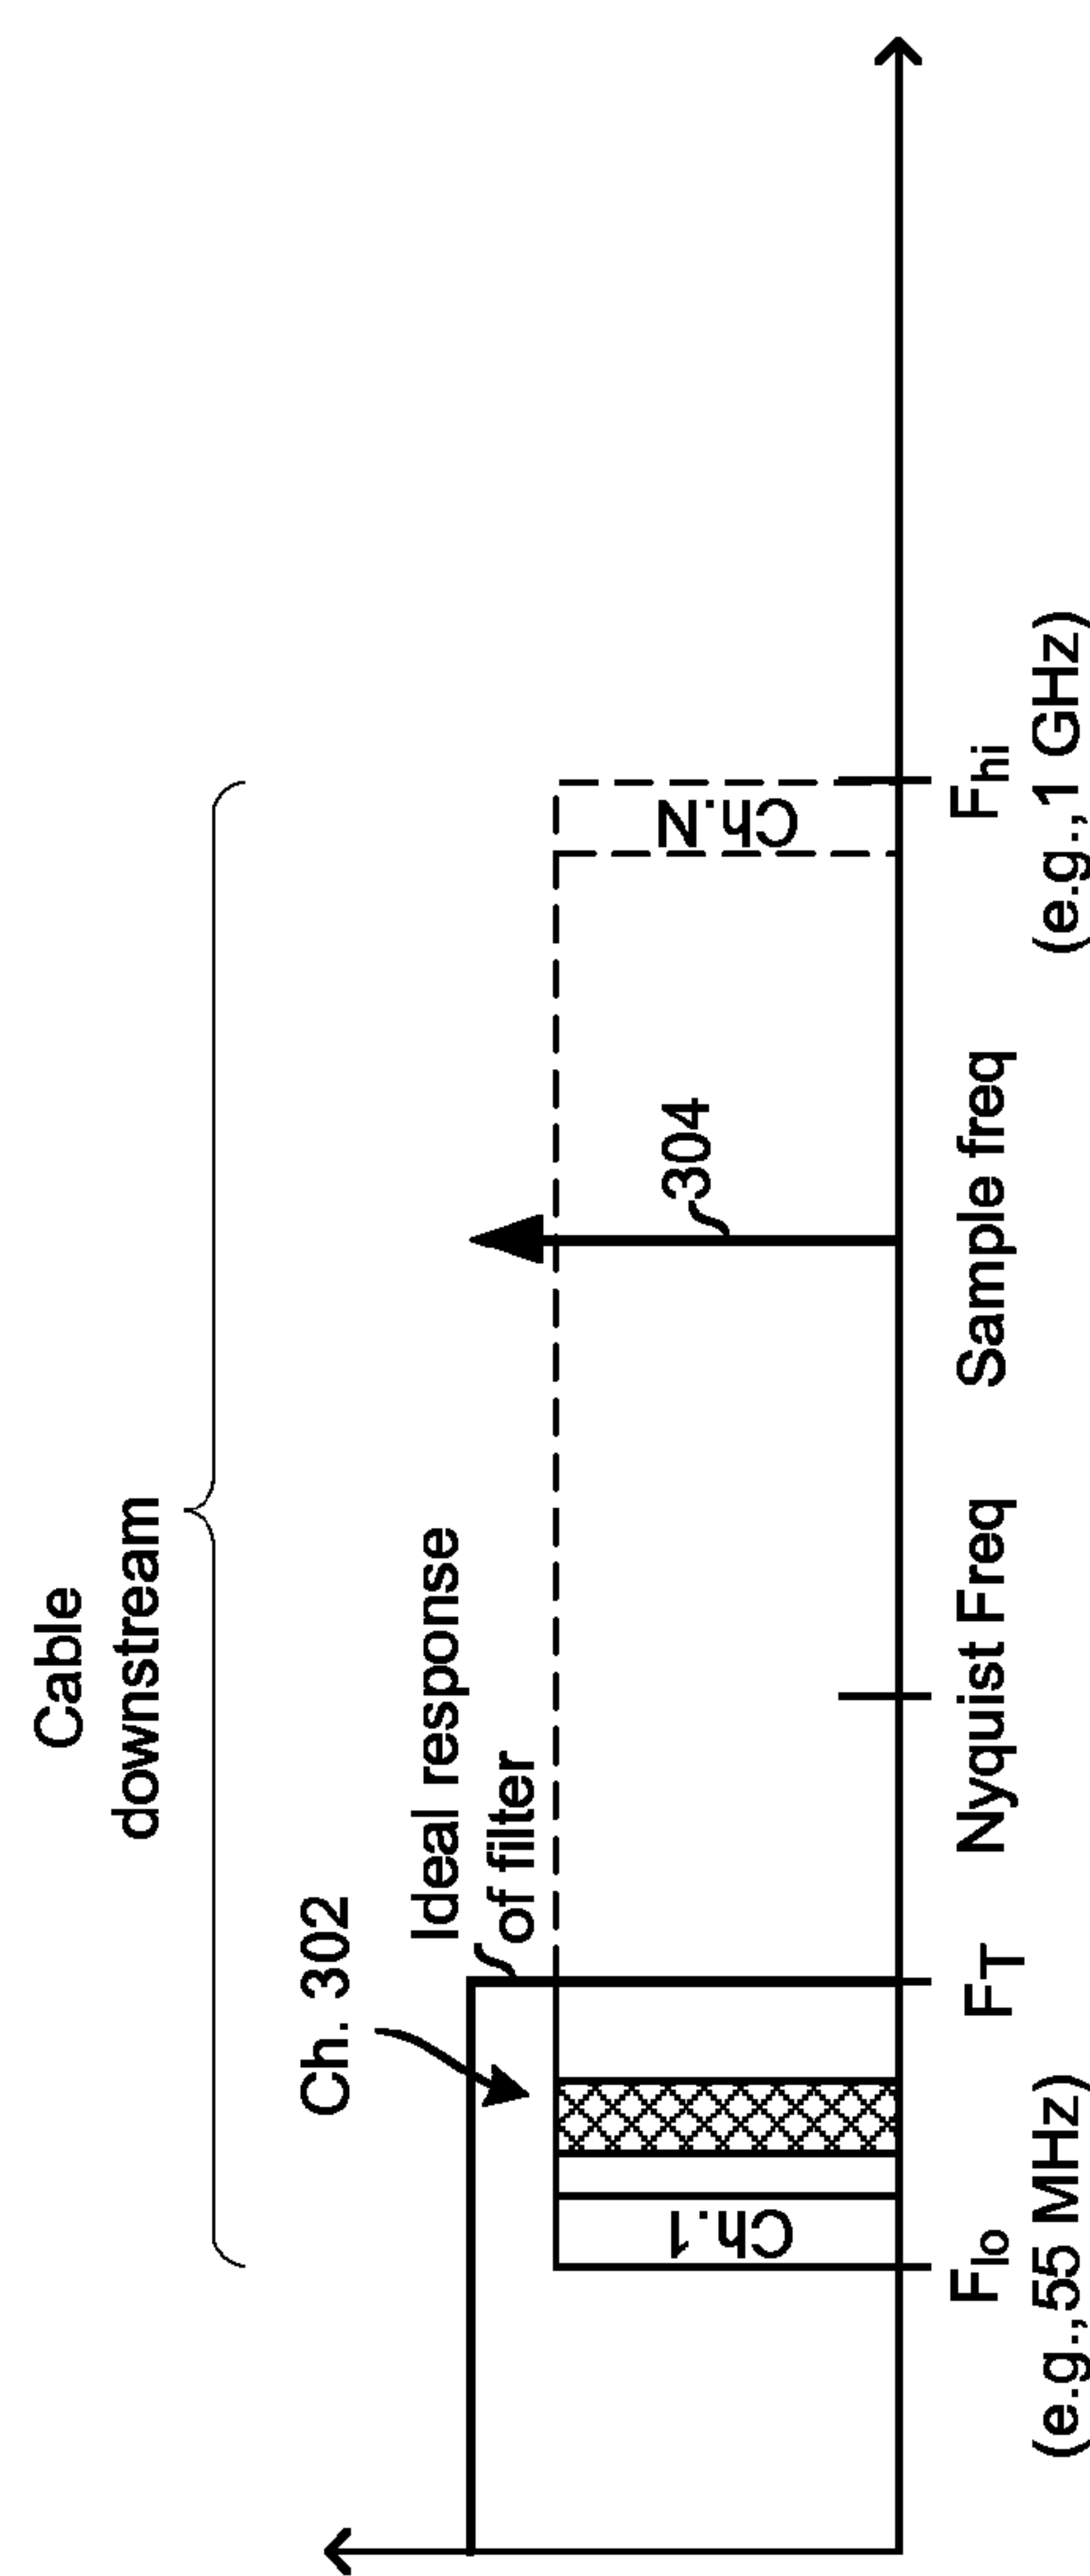 Cable
downstream
Ch. 302
Ideal response
of filter
304
Ch.1
Ch.N
Flo
(e.g.,55 MHz)
FT
Nyquist Freq
Sample freq
Fhi
(e.g.,1 GHz)